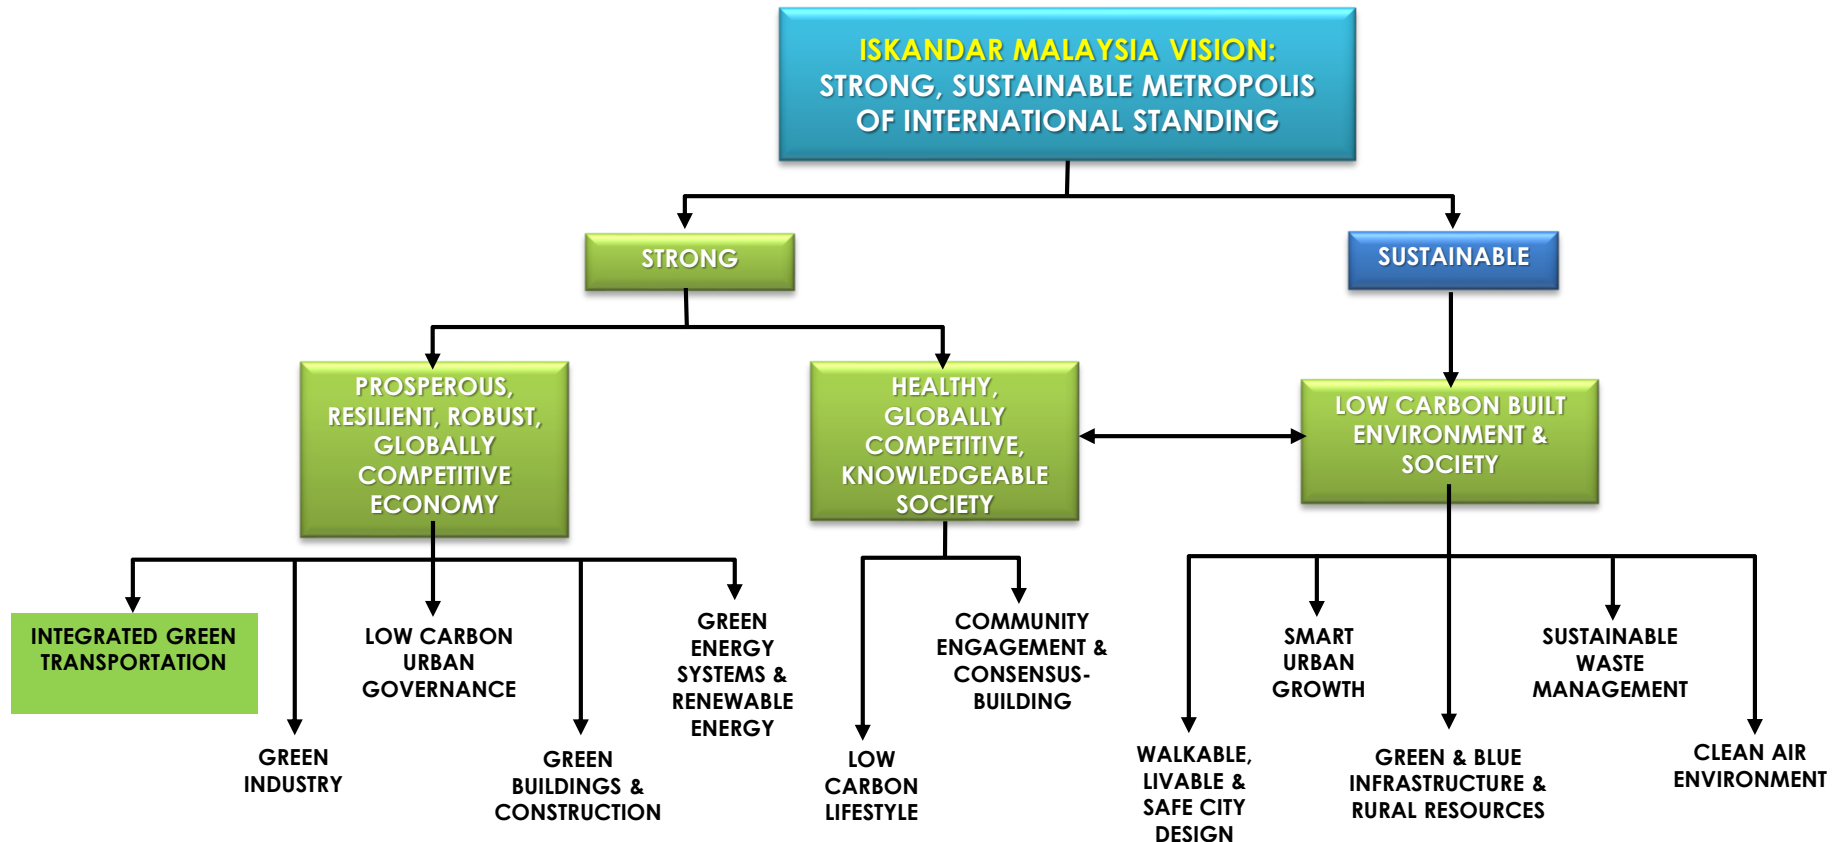 ISKANDAR MALAYSIA VISION:
STRONG, SUSTAINABLE METROPOLIS
OF INTERNATIONAL STANDING
STRONG
SUSTAINABLE
PROSPEROUS,
RESILIENT, ROBUST,
GLOBALLY
COMPETITIVE
ECONOMY
HEALTHY,
GLOBALLY
COMPETITIVE,
KNOWLEDGEABLE
SOCIETY
LOW CARBON BUILT
ENVIRONMENT &
SOCIETY
INTEGRATED GREEN
TRANSPORTATION
GREEN
INDUSTRY
LOW CARBON
URBAN
GOVERNANCE
GREEN
BUILDINGS &
CONSTRUCTION
GREEN
ENERGY
SYSTEMS &
RENEWABLE
ENERGY
LOW
CARBON
LIFESTYLE
COMMUNITY
ENGAGEMENT &
CONSENSUS-
BUILDING
WALKABLE,
LIVABLE &
SAFE CITY
DESIGN
SMART
URBAN
GROWTH
GREEN & BLUE
INFRASTRUCTURE &
RURAL RESOURCES
SUSTAINABLE
WASTE
MANAGEMENT
CLEAN AIR
ENVIRONMENT